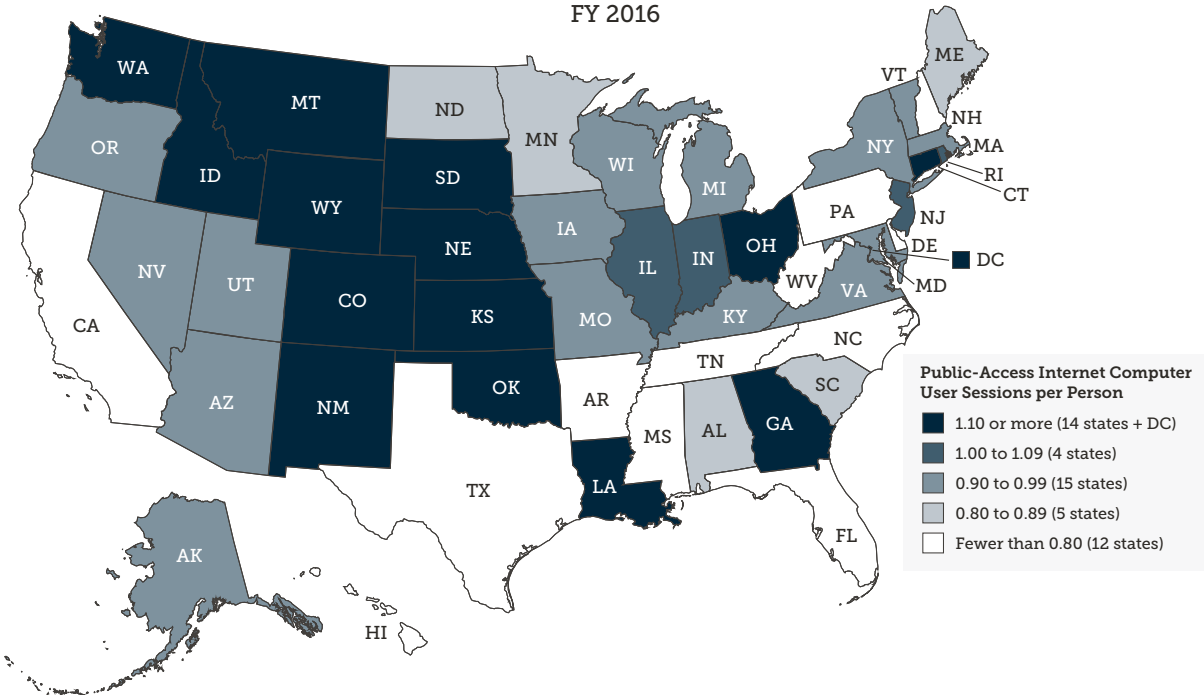 FY 2016
WA
MT
ND
MN
ME
VT
NH
MA
RI
CT
OR
ID
SD
WI
NY
MI
WY
PA
NJ
IA
NE
OH
DE
DC
MD
NV
UT
IL
IN
WV
VA
CO
CA
KS
MO
KY
NC
TN
AZ
NM
OK
AR
SC
MS
AL
GA
TX
LA
FL
AK
HI
Public-Access Internet Computer
User Sessions per Person
1.10 or more (14 states + DC)
1.00 to 1.09 (4 states)
0.90 to 0.99 (15 states)
0.80 to 0.89 (5 states)
Fewer than 0.80 (12 states)